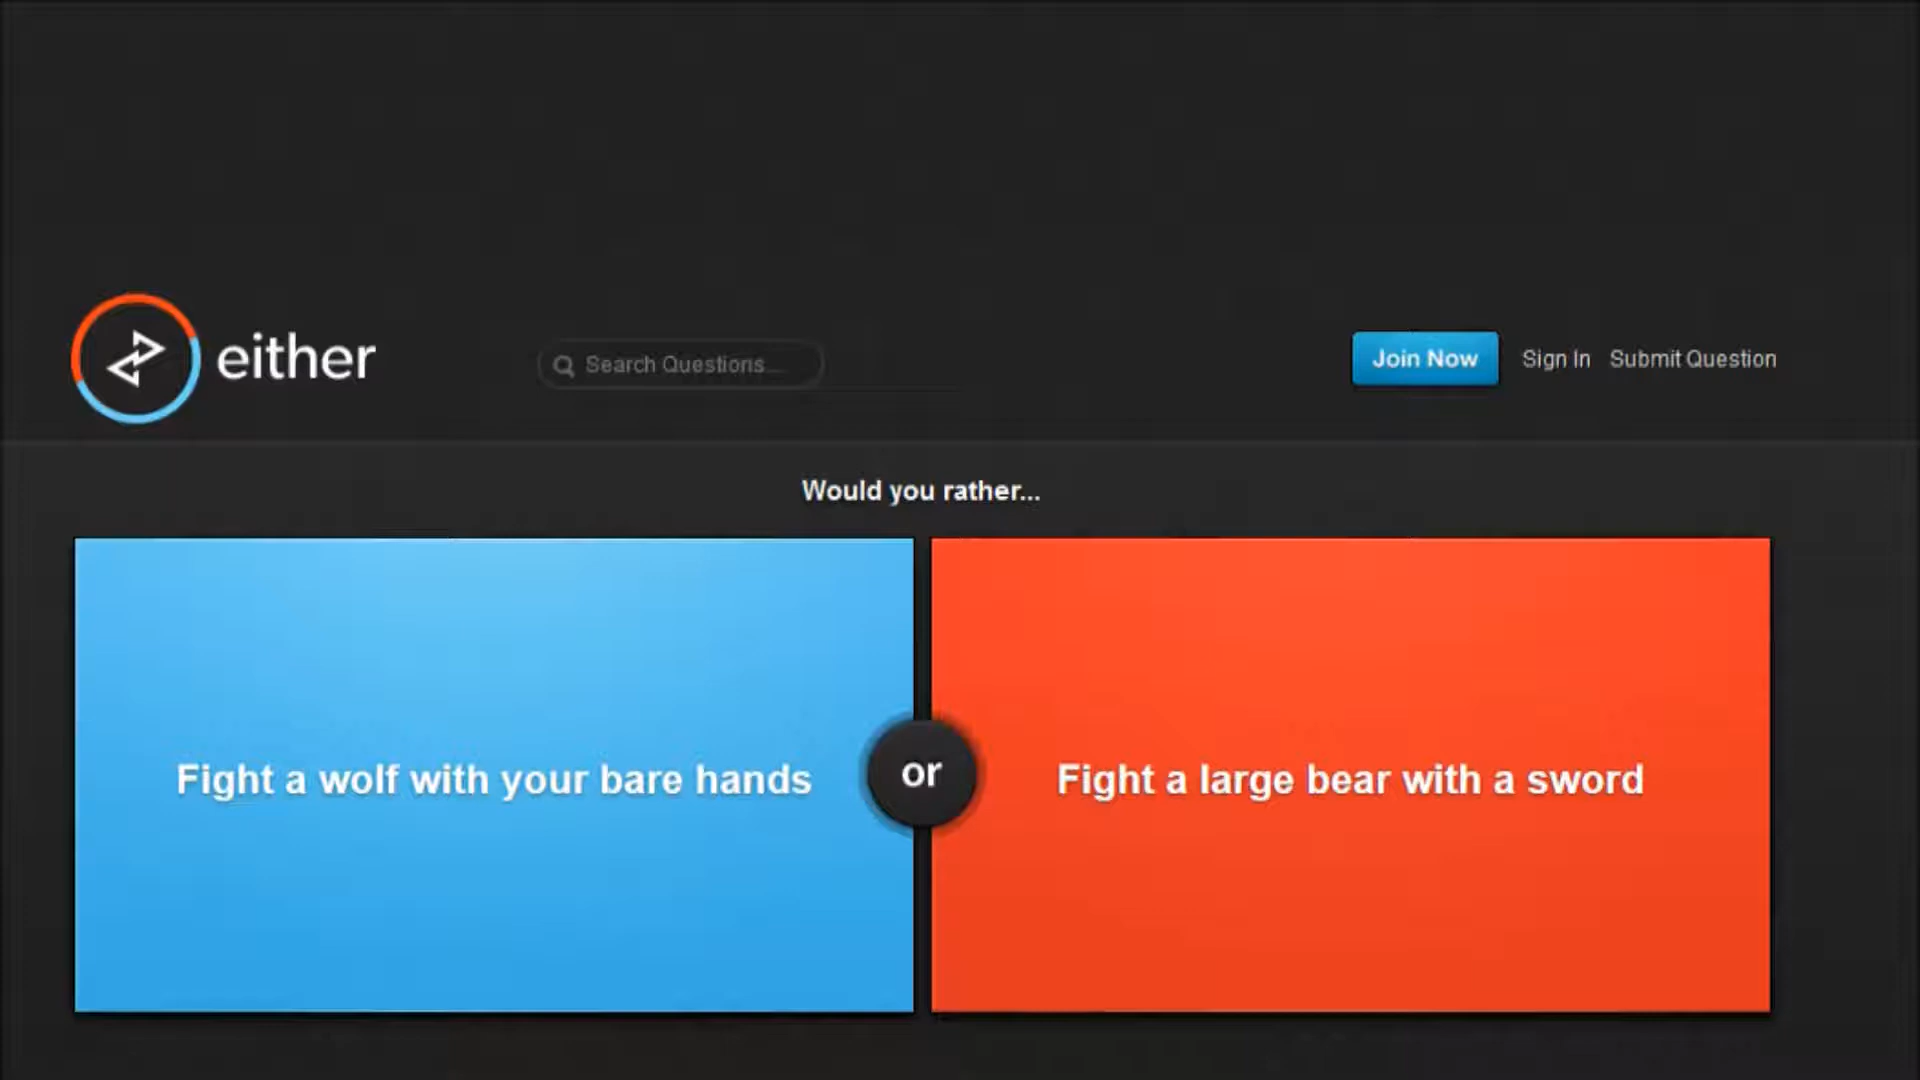 either
Search Questions...
Join Now
Sign In
Submit Question
Would you rather...
Fight a wolf with your bare hands
or
Fight a large bear with a sword